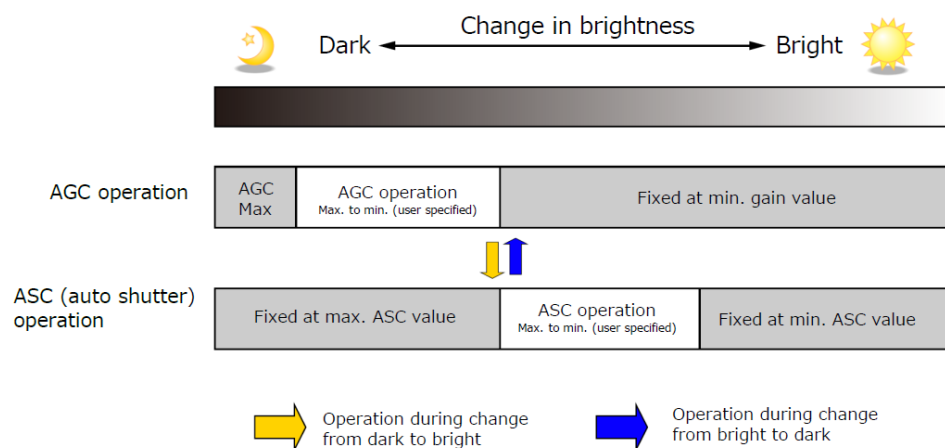 Change in brightness
Dark
Bright
AGC operation
AGC
Max
AGC operation
Max. to min. (user specified)
Fixed at min. gain value
ASC (auto shutter)
operation
Fixed at max. ASC value
ASC operation
Max. to min. (user specified)
Fixed at min. ASC value
Operation during change
from dark to bright
Operation during change
from bright to dark